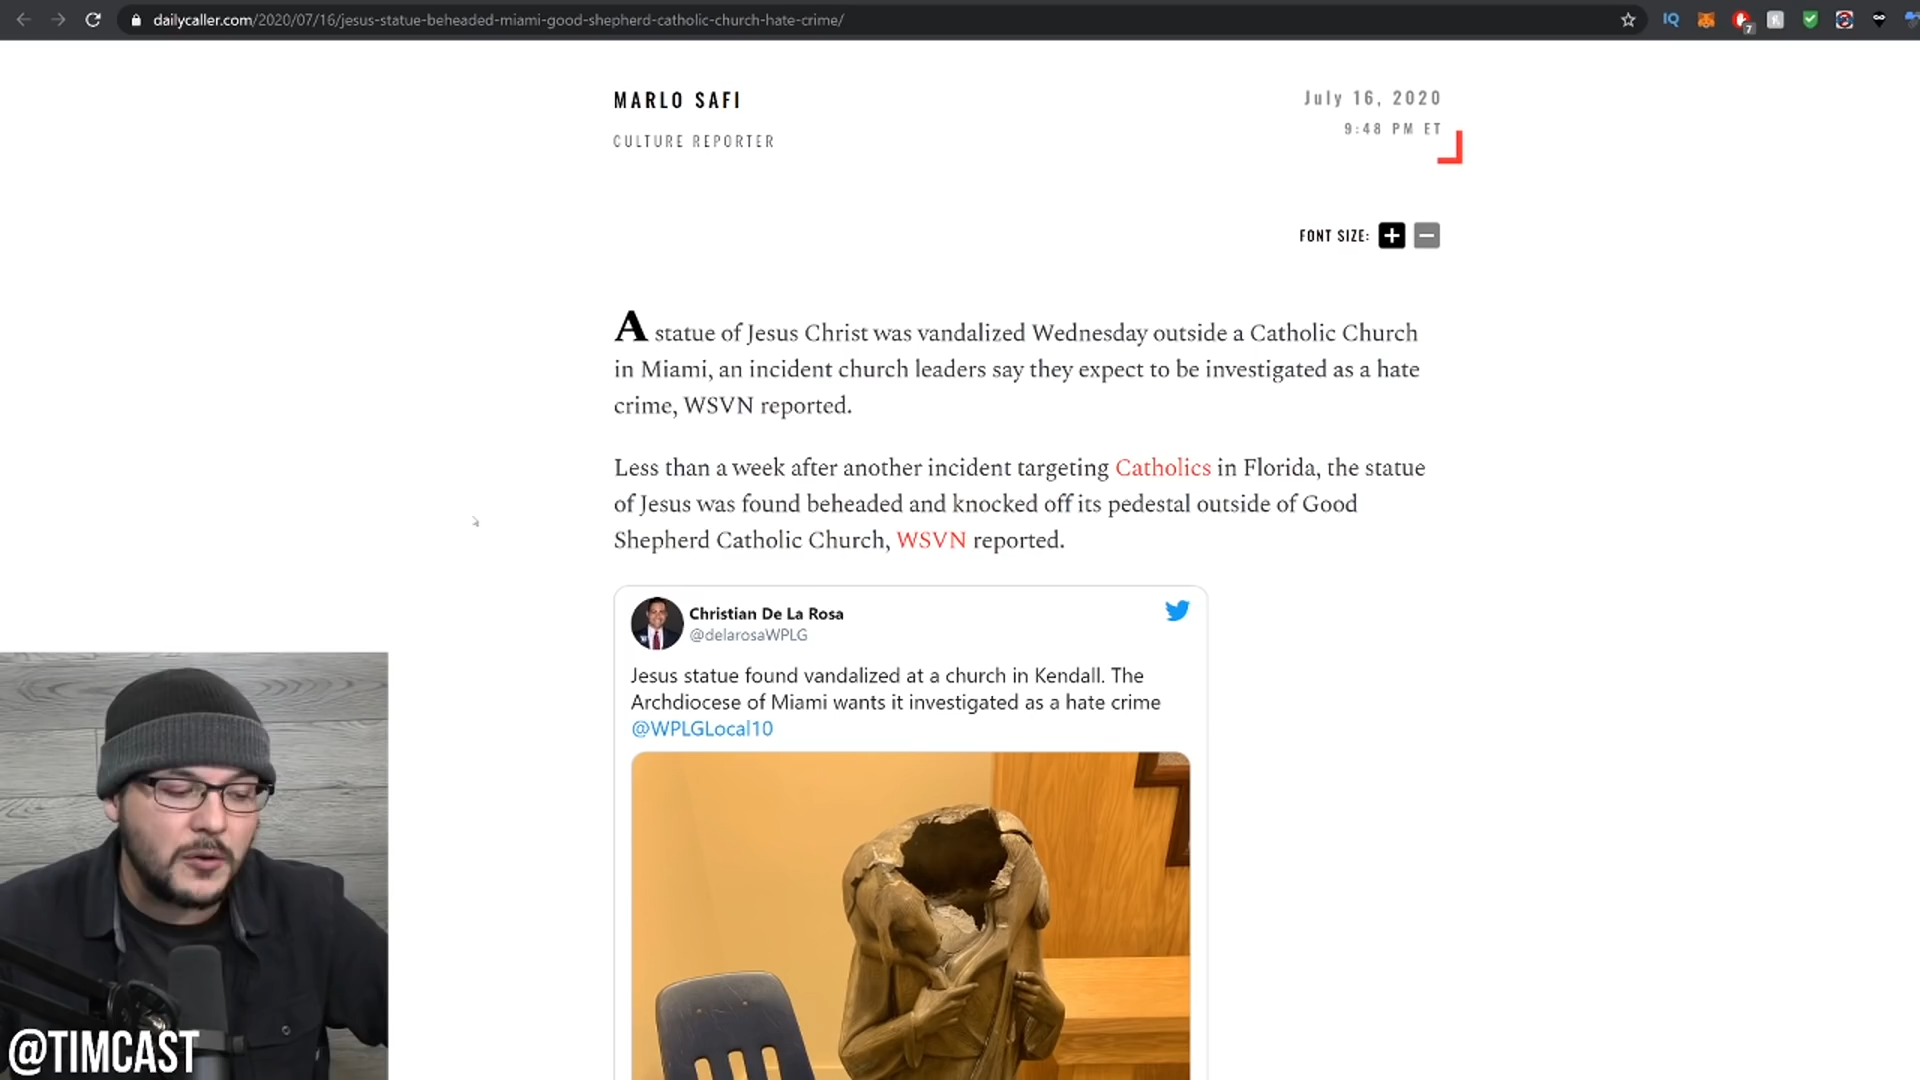 dailycaller.com/2020/07/16/jesus-statue-beheaded-miami-good-shepherd-catholic-church-hate-crime/
IQ
7
MARLO SAFI
July 16, 2020
CULTURE REPORTER
9:48 PM ET
FONT SIZE:
A statue of Jesus Christ was vandalized Wednesday outside a Catholic Church
in Miami, an incident church leaders say they expect to be investigated as a hate
crime, WSVN reported.
Less than a week after another incident targeting Catholics in Florida, the statue
of Jesus was found beheaded and knocked off its pedestal outside of Good
Shepherd Catholic Church, WSVN reported.
Christian De La Rosa
@delarosaWPLG
Jesus statue found vandalized at a church in Kendall. The
Archdiocese of Miami wants it investigated as a hate crime
@WPLGLocal10
@TIMCAST